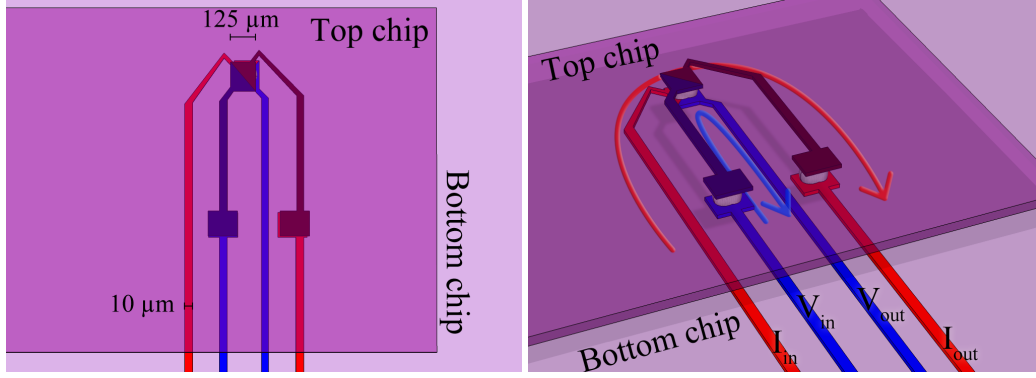 125 μm
Top chip
Bottom chip
10 μm
Top chip
Bottom chip
I_in
V_in
V_out
I_out